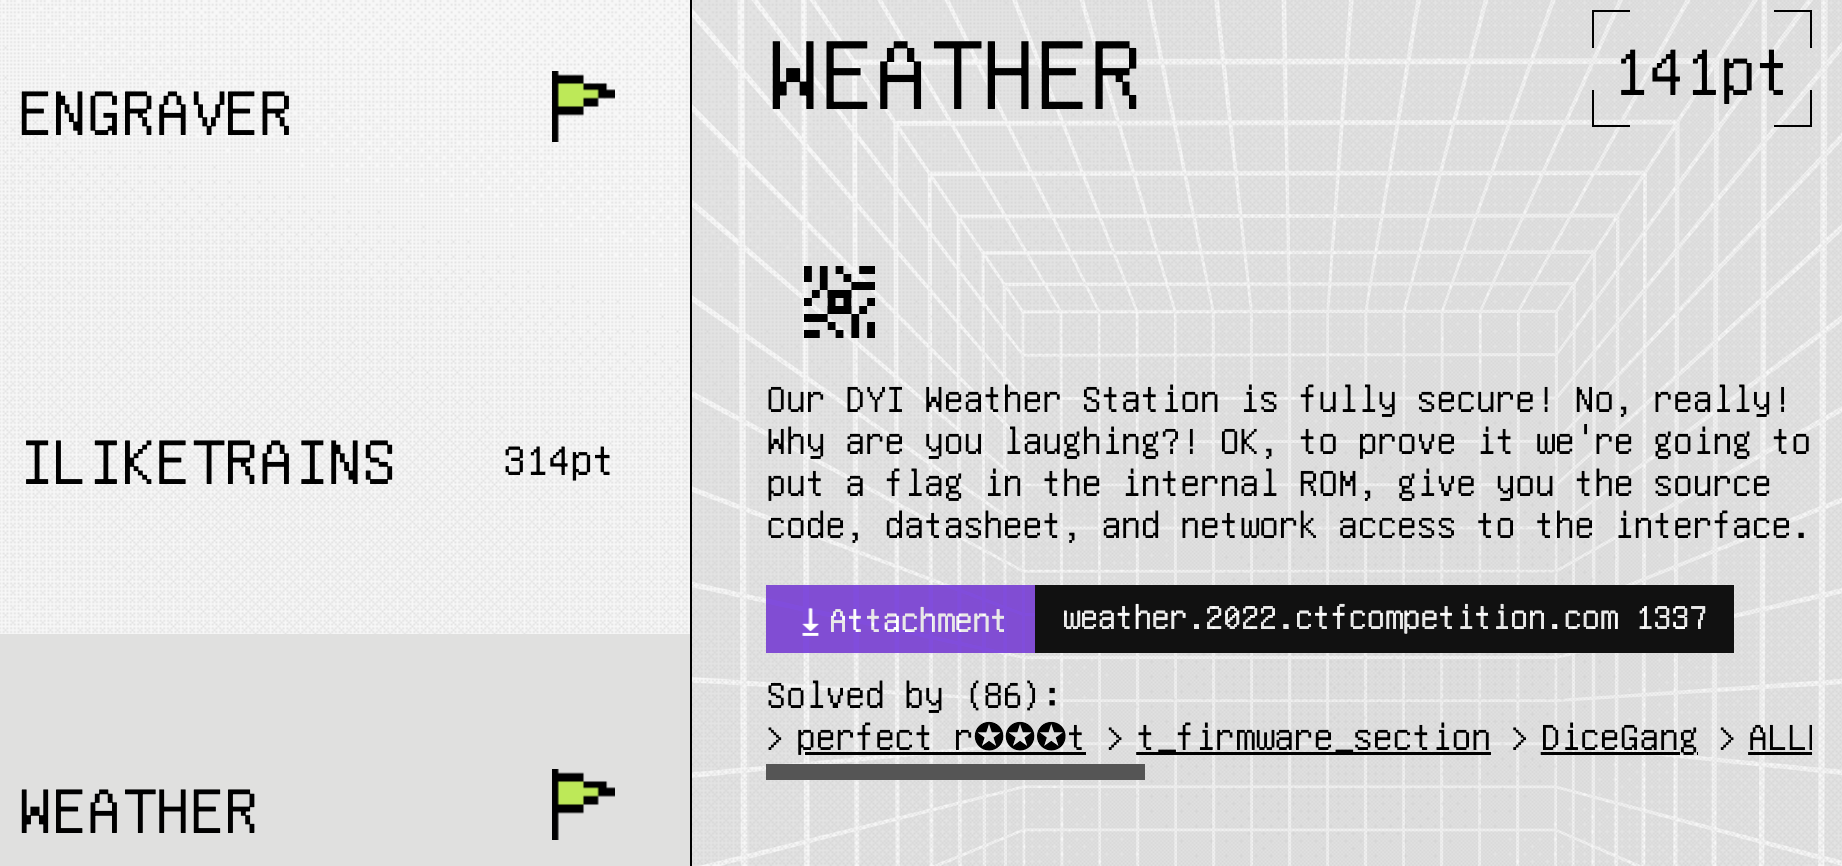 ENGRAVER
ILIKETRAINS 314pt
WEATHER
WEATHER 141pt
Our DYI Weather Station is fully secure! No, really!
Why are you laughing?! OK, to prove it we're going to
put a flag in the internal ROM, give you the source
code, datasheet, and network access to the interface.
Attachment weather.2022.ctfcompetition.com 1337
Solved by (86):
> perfect r✪✪✪t > t_firmware_section > DiceGang >